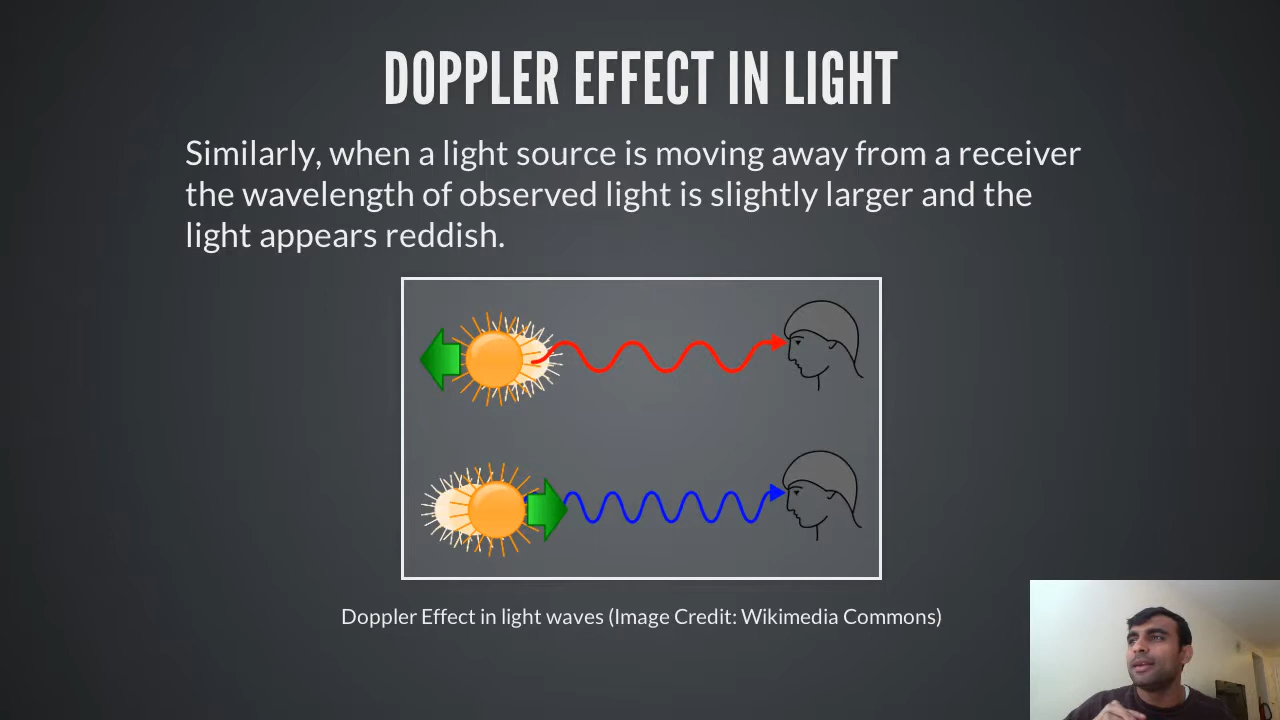 DOPPLER EFFECT IN LIGHT
Similarly, when a light source is moving away from a receiver
the wavelength of observed light is slightly larger and the
light appears reddish.
Doppler Effect in light waves (Image Credit: Wikimedia Commons)